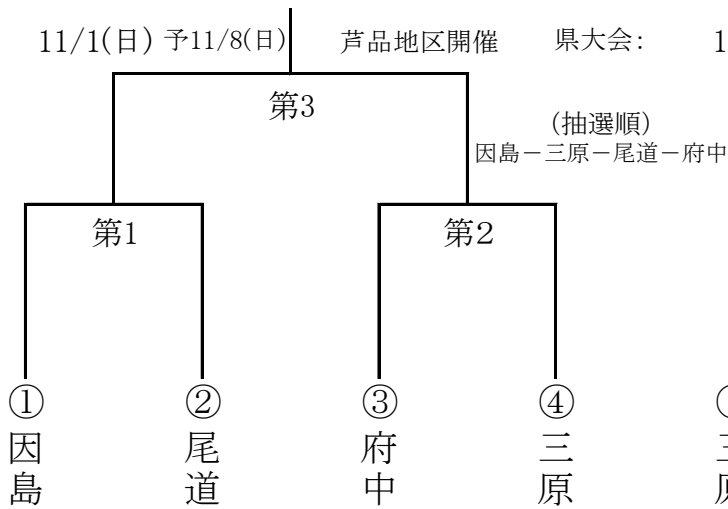 11/1(日) 予11/8(日) 芦品地区開催 県大会: 1
第3
(抽選順)
因島－三原－尾道－府中
第1 第2
① ② ③ ④
因島 尾道 府中 三原